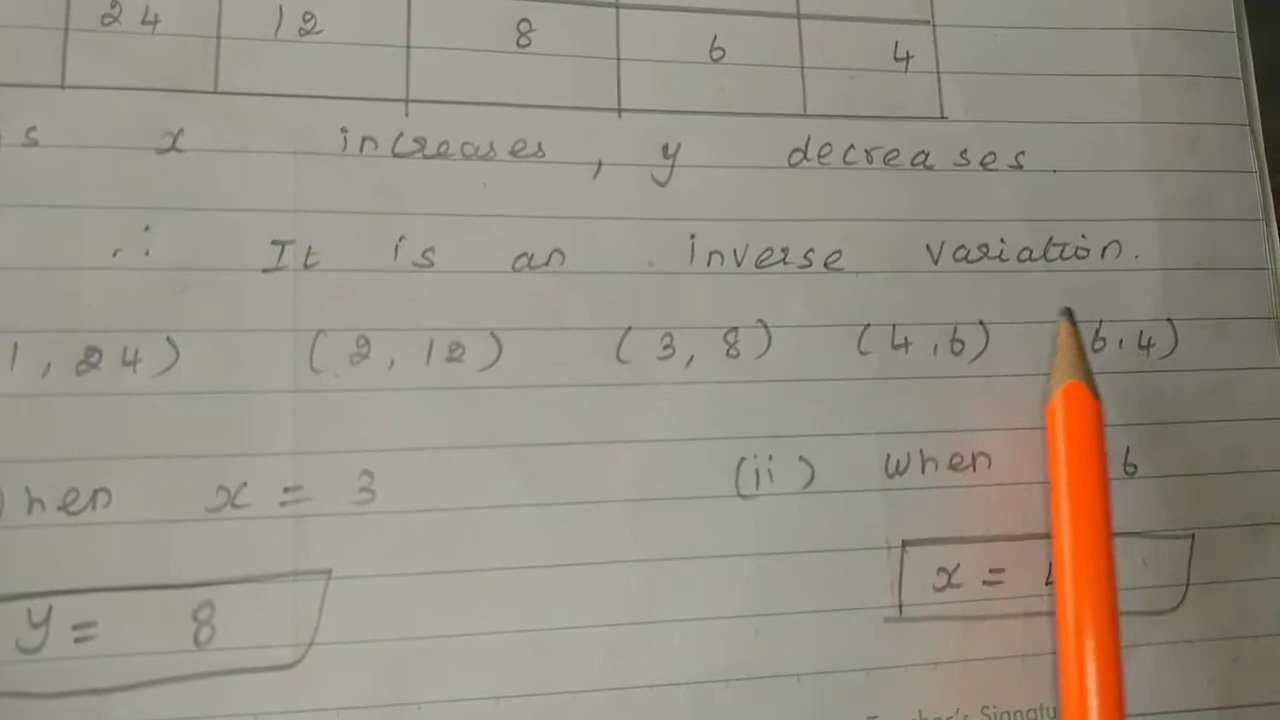 24 12 8 6 4
s x increases, y decreases.
∴ It is an inverse variation.
1, 24) (2, 12) (3, 8) (4, 6) 6, 4)
hen x = 3 (ii) when 6
y = 8 x =
Signatu